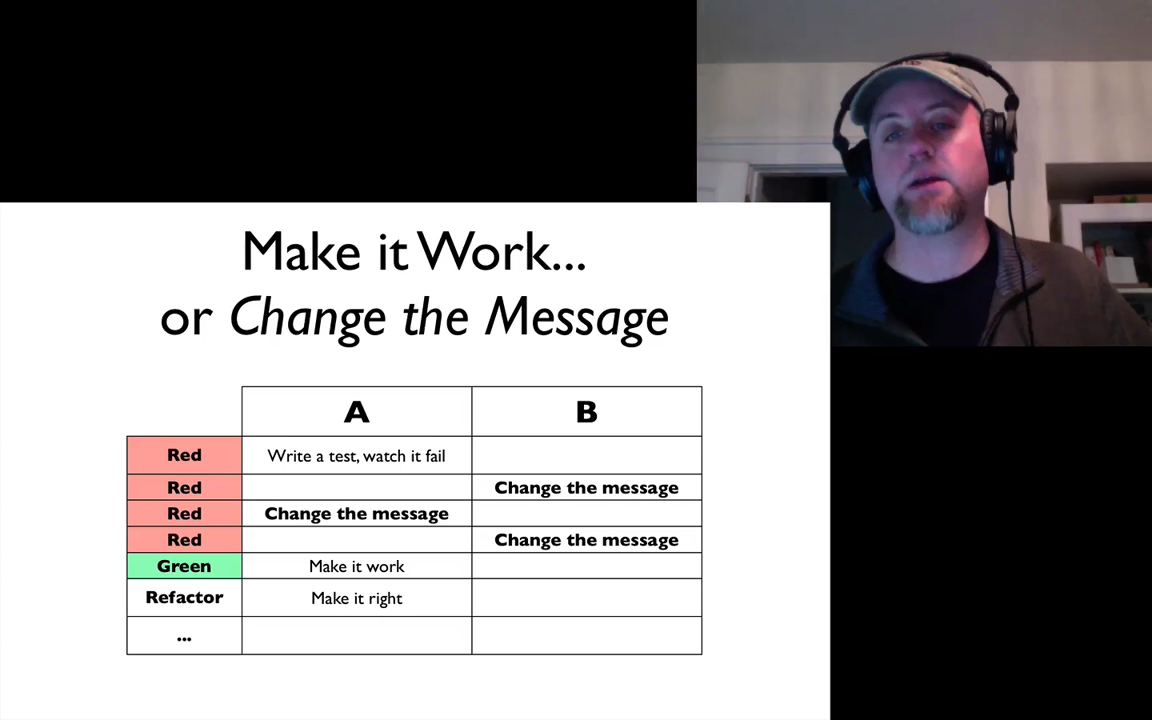 Make it Work...
or Change the Message
A B
Red Write a test, watch it fail
Red Change the message
Red Change the message
Red Change the message
Green Make it work
Refactor Make it right
...